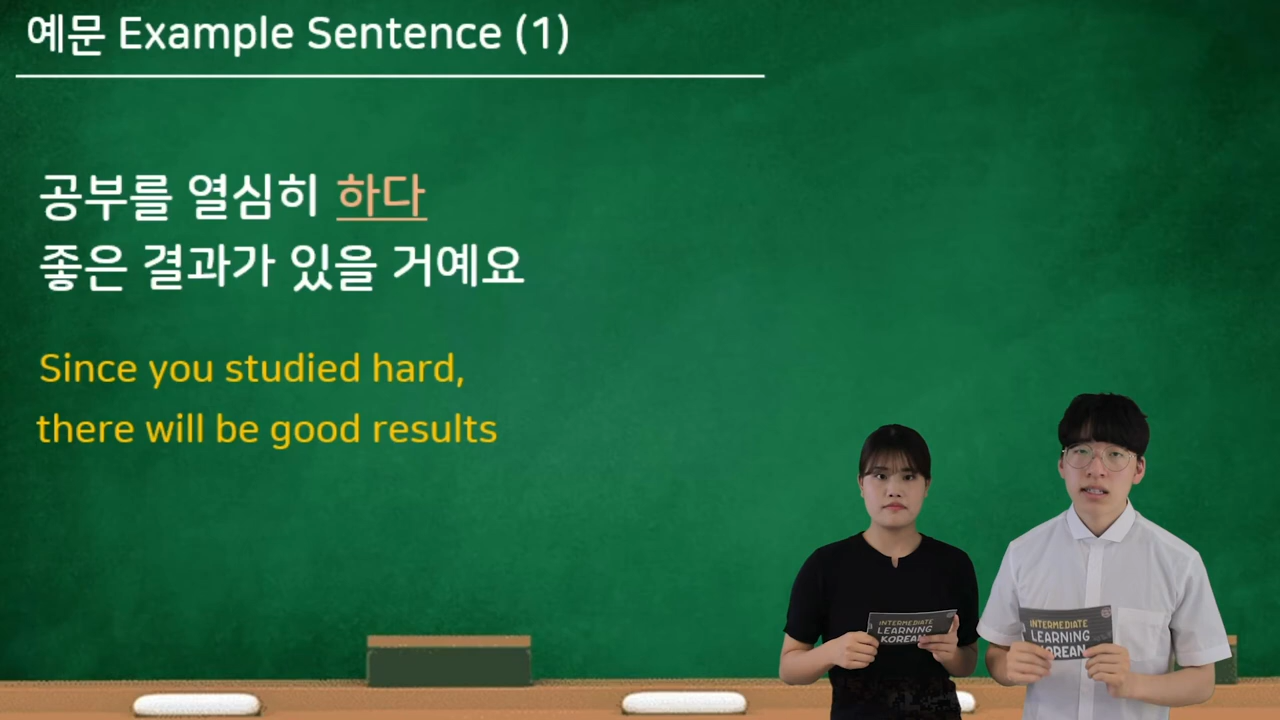 예문 Example Sentence (1)
공부를 열심히 하다
좋은 결과가 있을 거예요
Since you studied hard,
there will be good results
INTERMEDIATE
LEARNING
KOREAN
INTERMEDIATE
LEARNING
KOREAN